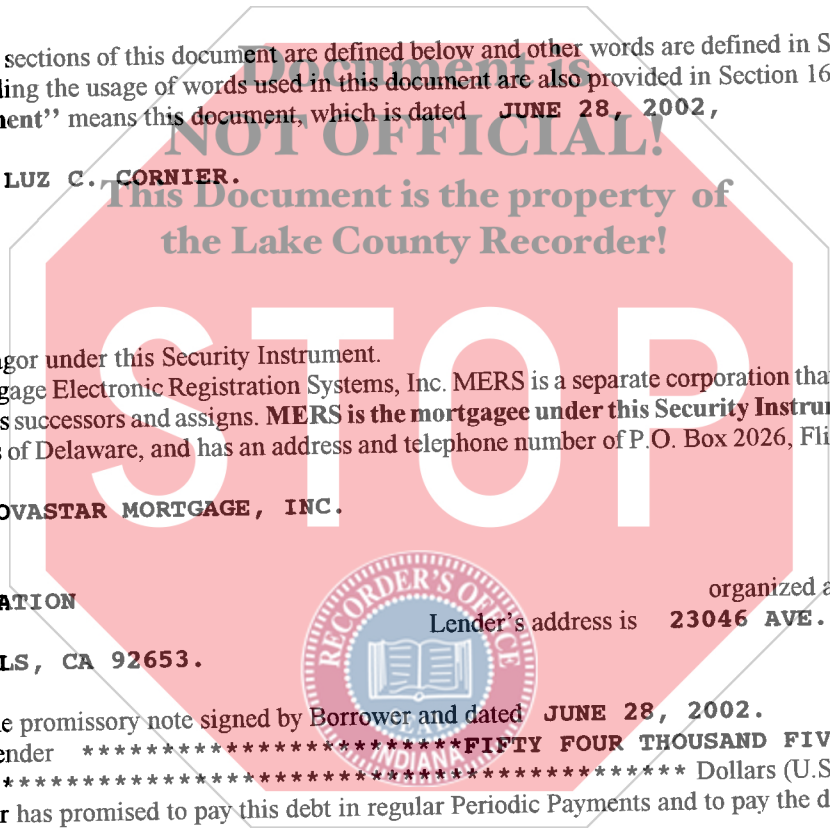 sections of this document are defined below and other words are defined in S
ling the usage of words used in this document are also provided in Section 16
nent” means this document, which is dated JUNE 28, 2002,
Document is
NOT OFFICIAL!
LUZ C. CORNIER.
This Document is the property of
the Lake County Recorder!
STOP
agor under this Security Instrument.
gage Electronic Registration Systems, Inc. MERS is a separate corporation tha
s successors and assigns. MERS is the mortgagee under this Security Instru
s of Delaware, and has an address and telephone number of P.O. Box 2026, Fli
OVASTAR MORTGAGE, INC.
RECORDER'S OFFICE
ATION organized a
Lender's address is 23046 AVE.
LS, CA 92653.
SEAL
INDIANA
e promissory note signed by Borrower and dated JUNE 28, 2002.
ender ************************FIFTY FOUR THOUSAND FIV
******************************************* Dollars (U.S
r has promised to pay this debt in regular Periodic Payments and to pay the d